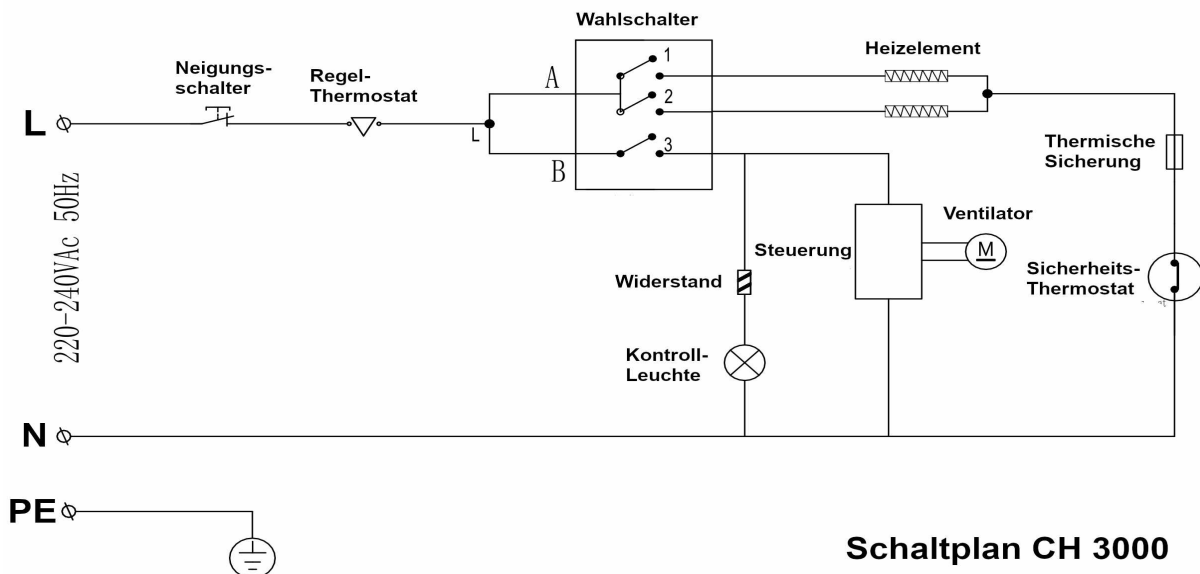 Wahlschalter
Neigungs-
schalter
Regel-
Thermostat
Heizelement
A
1
2
3
B
L
L
220-240VAc 50Hz
Thermische
Sicherung
Ventilator
M
Steuerung
Widerstand
Sicherheits-
Thermostat
Kontroll-
Leuchte
N
PE
Schaltplan CH 3000